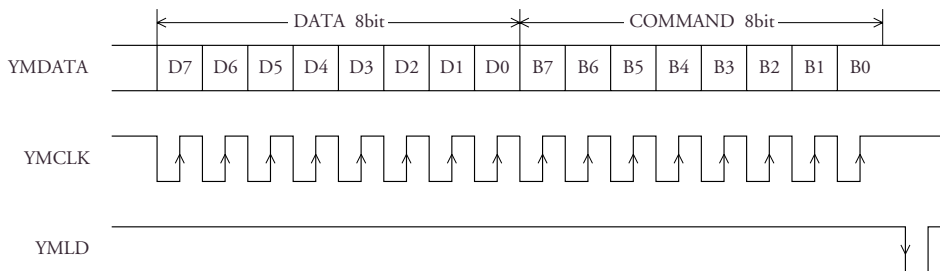 DATA 8bit COMMAND 8bit
YMDATA D7 D6 D5 D4 D3 D2 D1 D0 B7 B6 B5 B4 B3 B2 B1 B0
YMCLK
YMLD